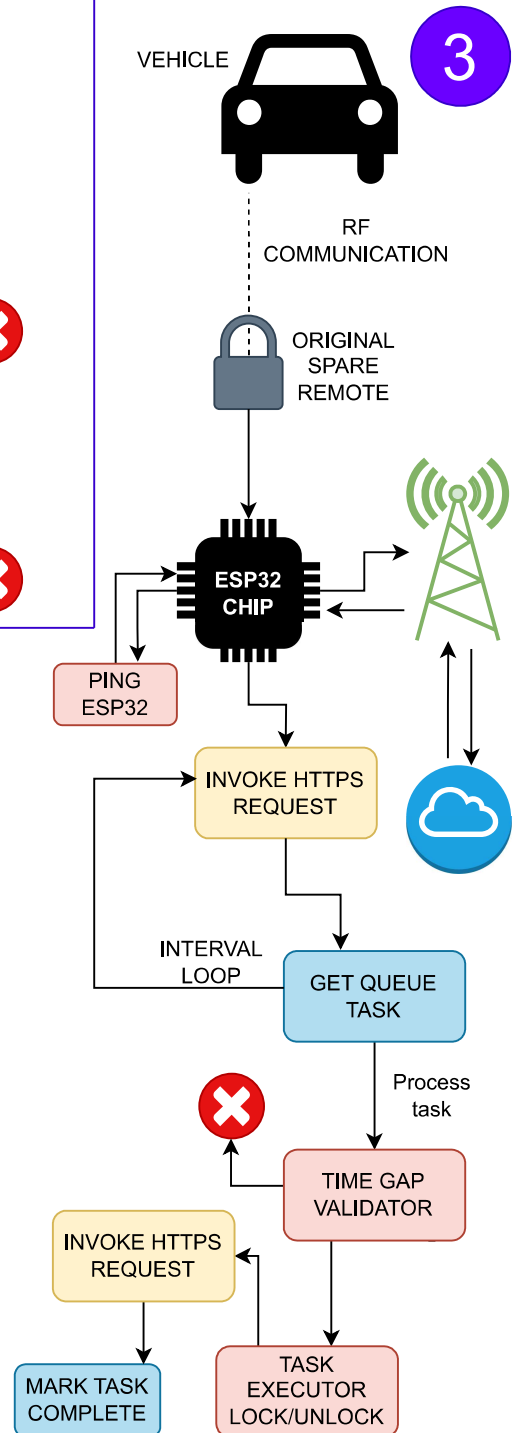 VEHICLE
3
RF
COMMUNICATION
ORIGINAL
SPARE
REMOTE
ESP32
CHIP
PING
ESP32
INVOKE HTTPS
REQUEST
INTERVAL
LOOP
GET QUEUE
TASK
Process
task
TIME GAP
VALIDATOR
INVOKE HTTPS
REQUEST
TASK
EXECUTOR
LOCK/UNLOCK
MARK TASK
COMPLETE